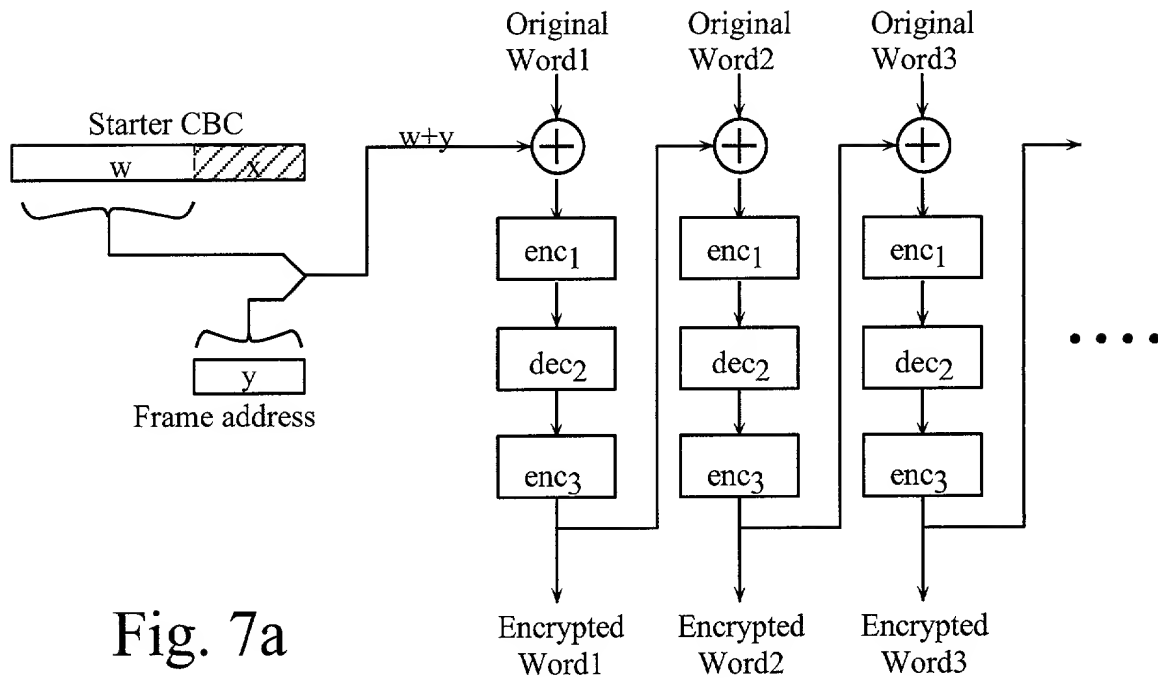 Original Word1
Original Word2
Original Word3
Starter CBC
w
x
w+y
y
Frame address
enc1
enc1
enc1
dec2
dec2
dec2
enc3
enc3
enc3
Encrypted Word1
Encrypted Word2
Encrypted Word3
Fig. 7a